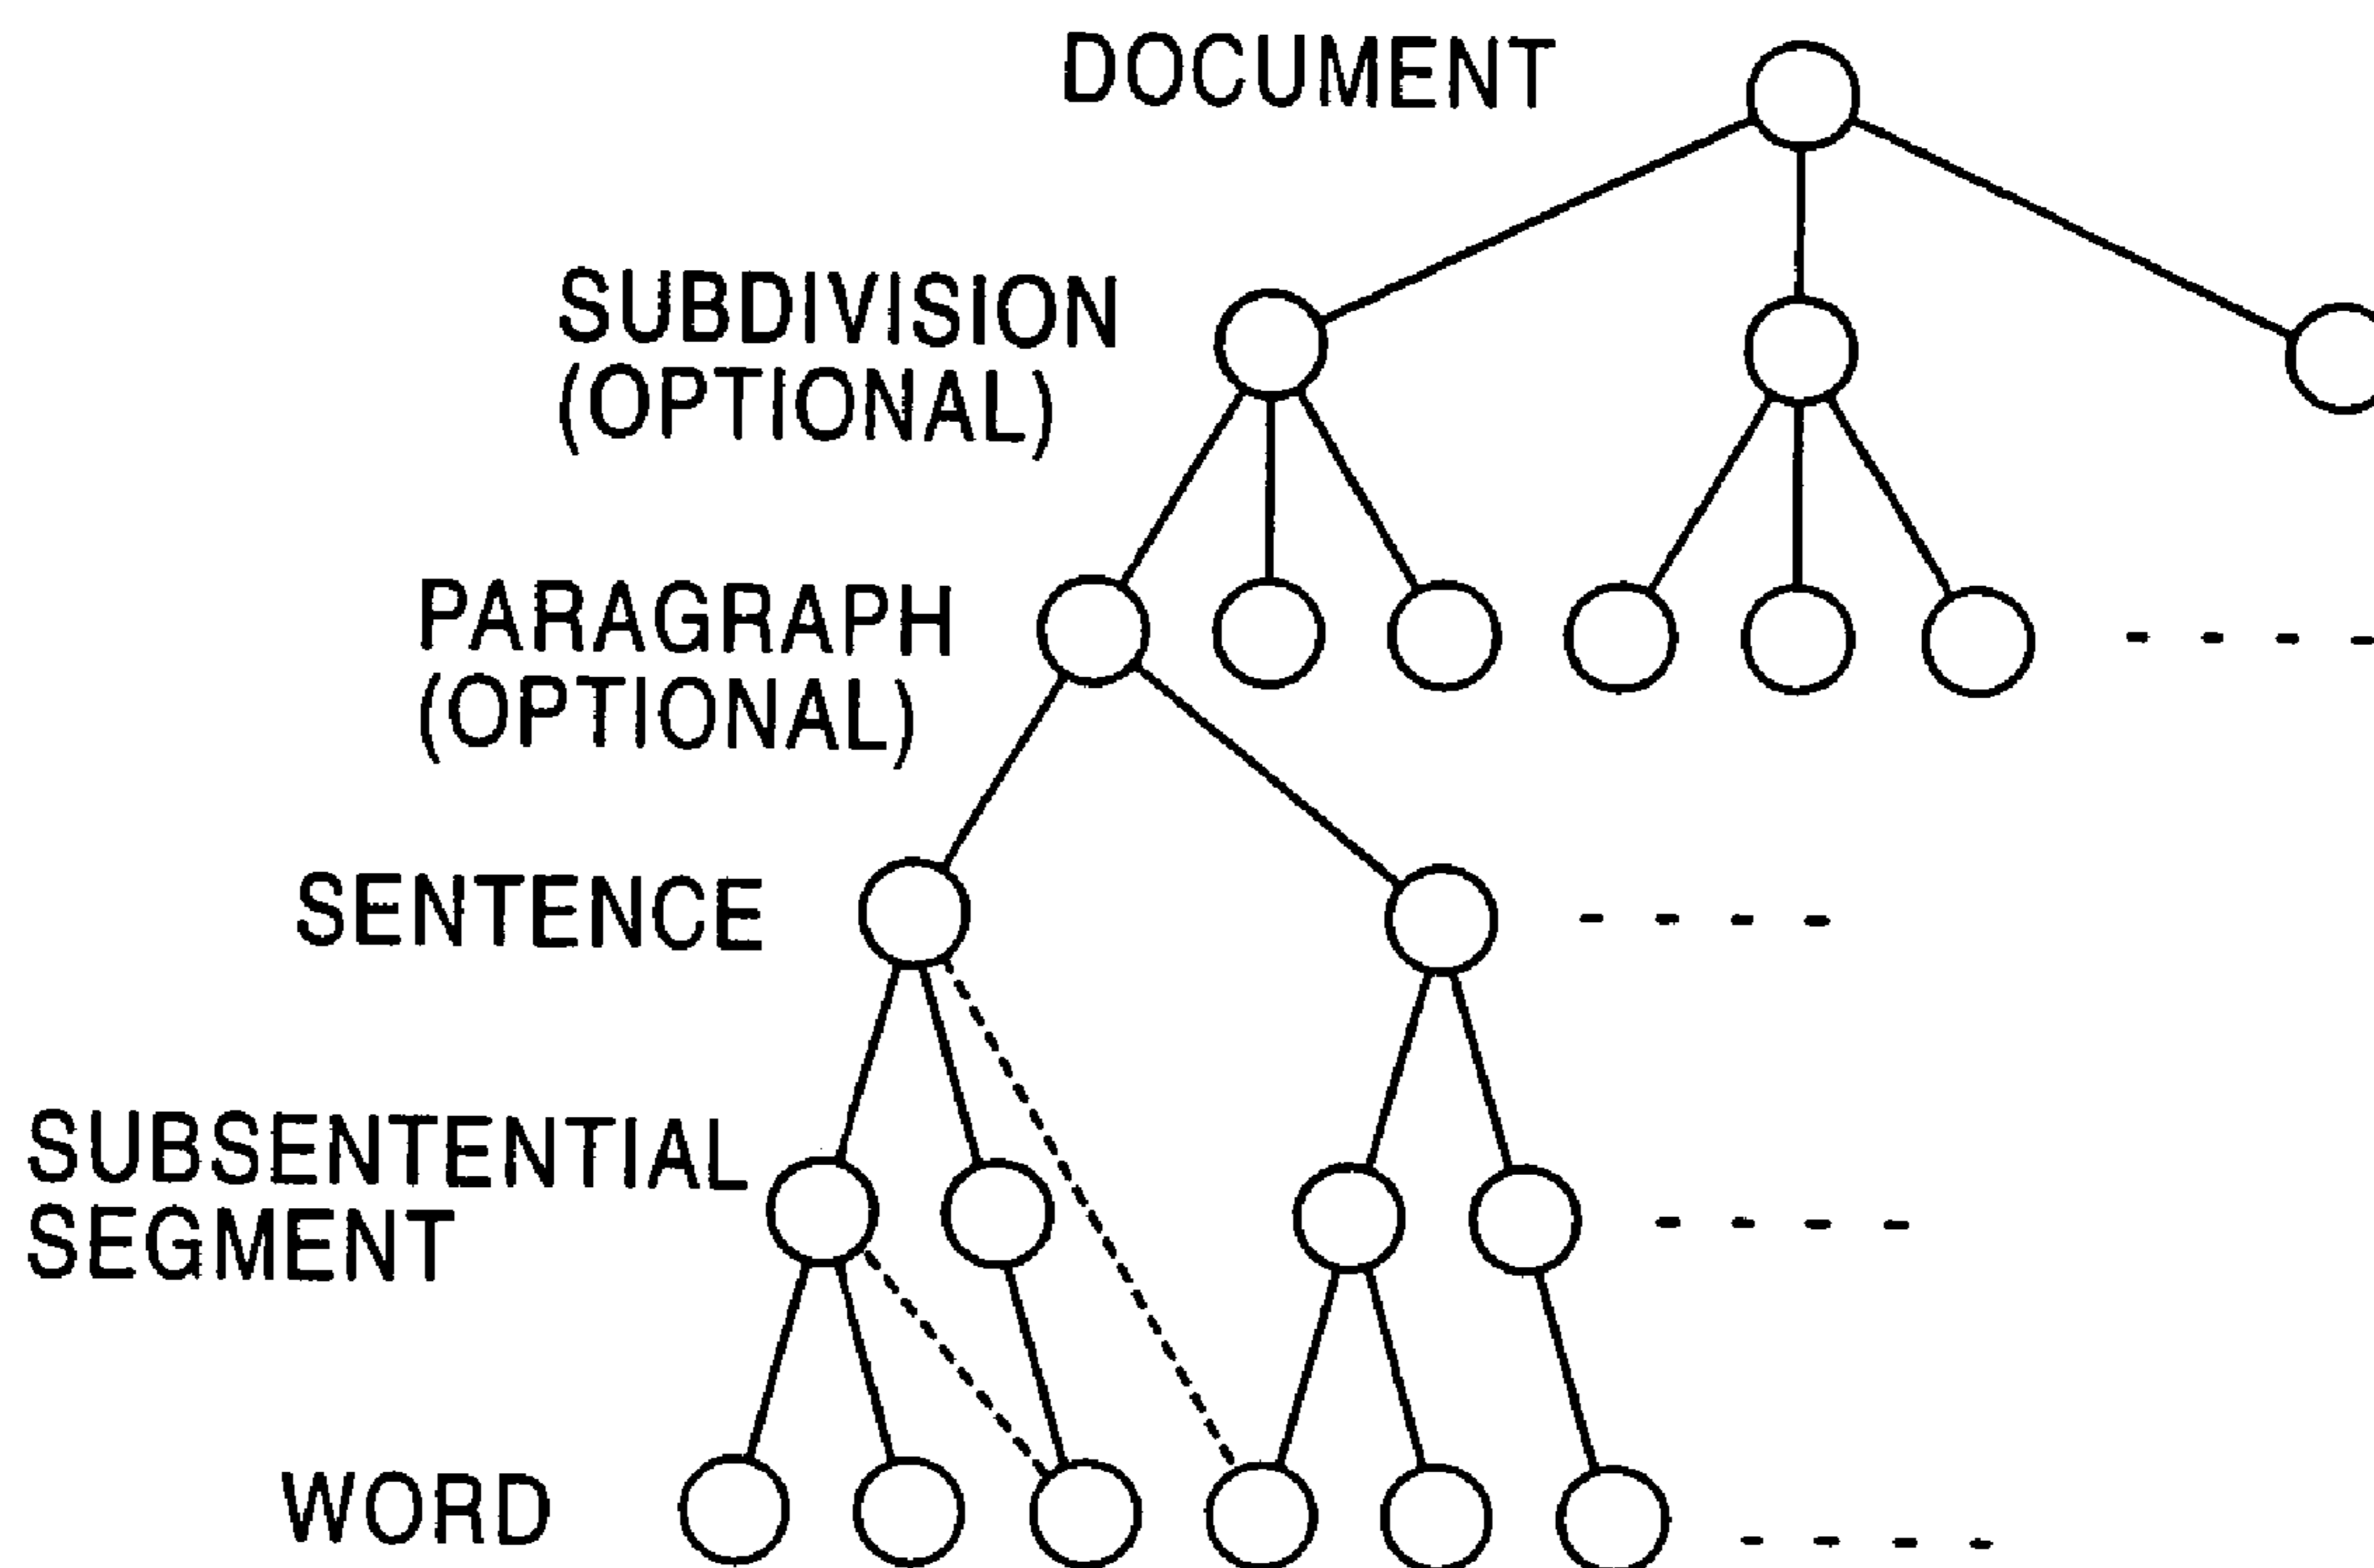 DOCUMENT
SUBDIVISION
(OPTIONAL)
PARAGRAPH
(OPTIONAL)
SENTENCE
SUBSENTENTIAL
SEGMENT
WORD